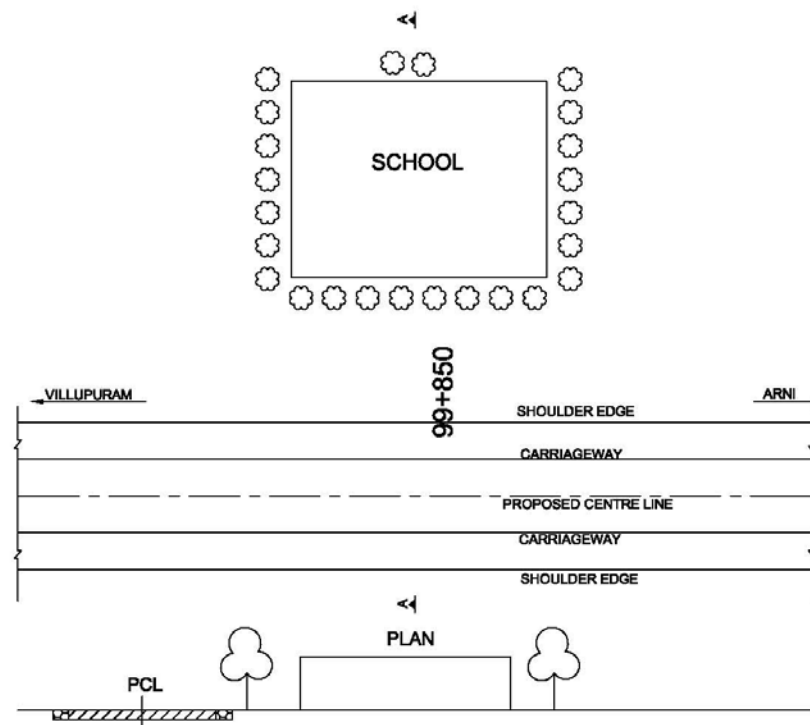 A
SCHOOL
99+850
VILLUPURAM
ARNI
SHOULDER EDGE
CARRIAGEWAY
PROPOSED CENTRE LINE
CARRIAGEWAY
SHOULDER EDGE
A
PLAN
PCL